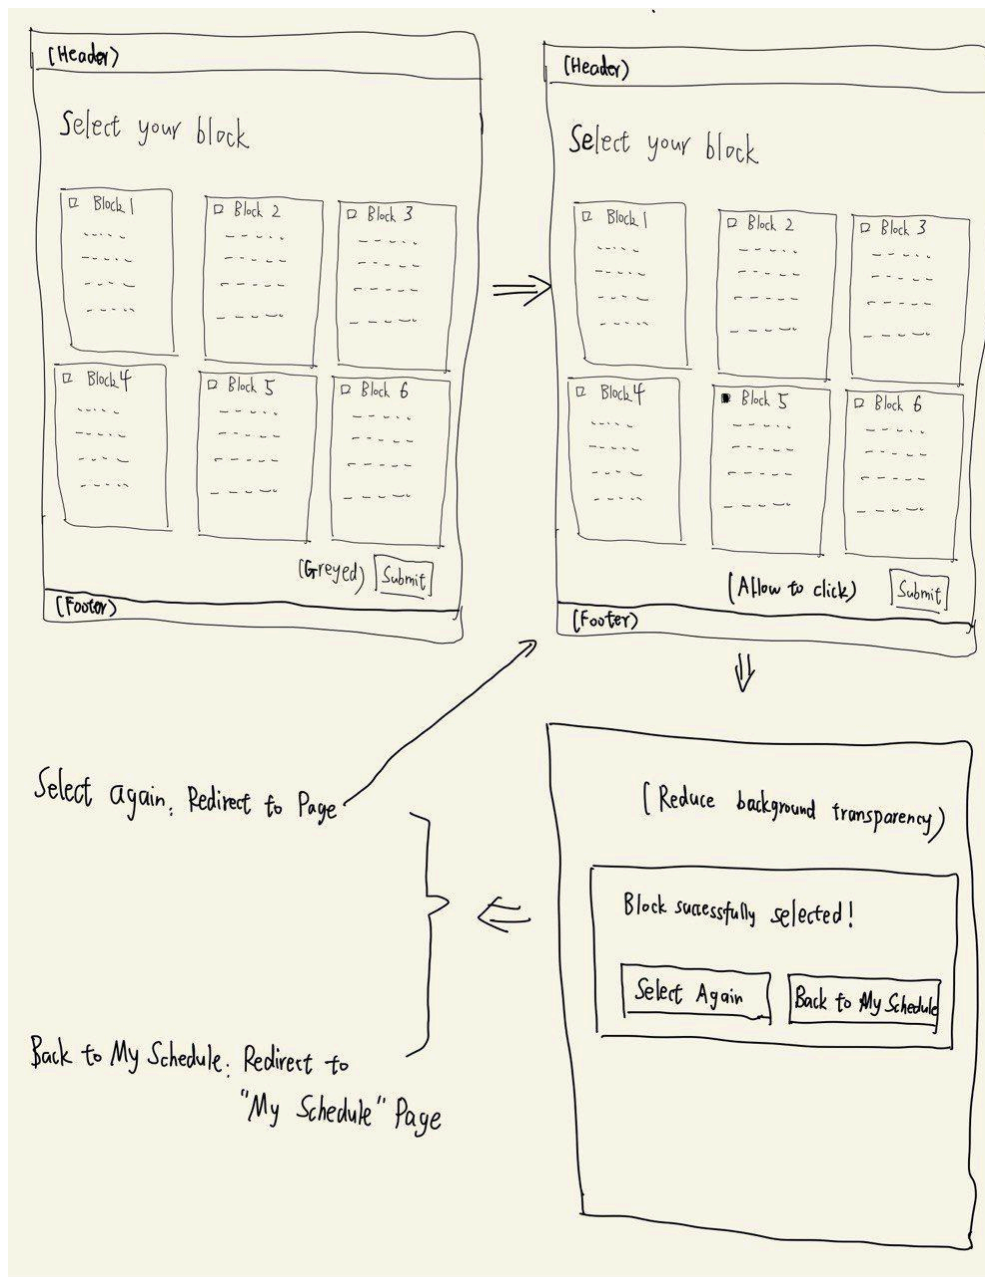 (Header)
Select your block
Block 1
Block 2
Block 3
Block 4
Block 5
Block 6
(Greyed) Submit
(Footer)
(Header)
Select your block
Block 1
Block 2
Block 3
Block 4
Block 5
Block 6
(Allow to click) Submit
(Footer)
(Reduce background transparency)
Block successfully selected!
Select Again
Back to My Schedule
Select again: Redirect to Page
Back to My Schedule: Redirect to
"My Schedule" Page